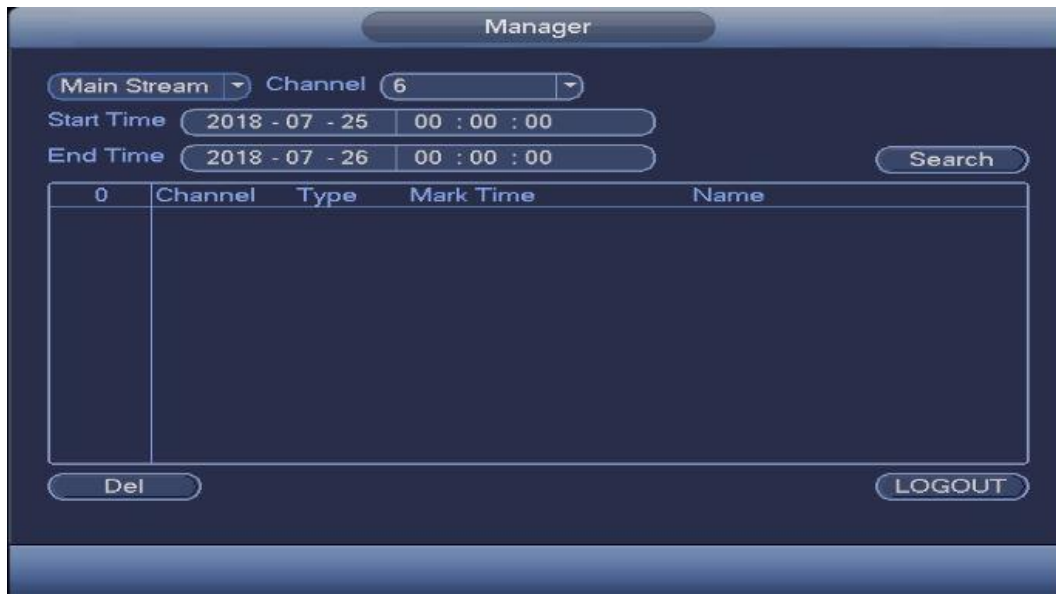 Manager
Main Stream Channel 6
Start Time 2018 - 07 - 25 00 : 00 : 00
End Time 2018 - 07 - 26 00 : 00 : 00 Search
0 Channel Type Mark Time Name
Del LOGOUT